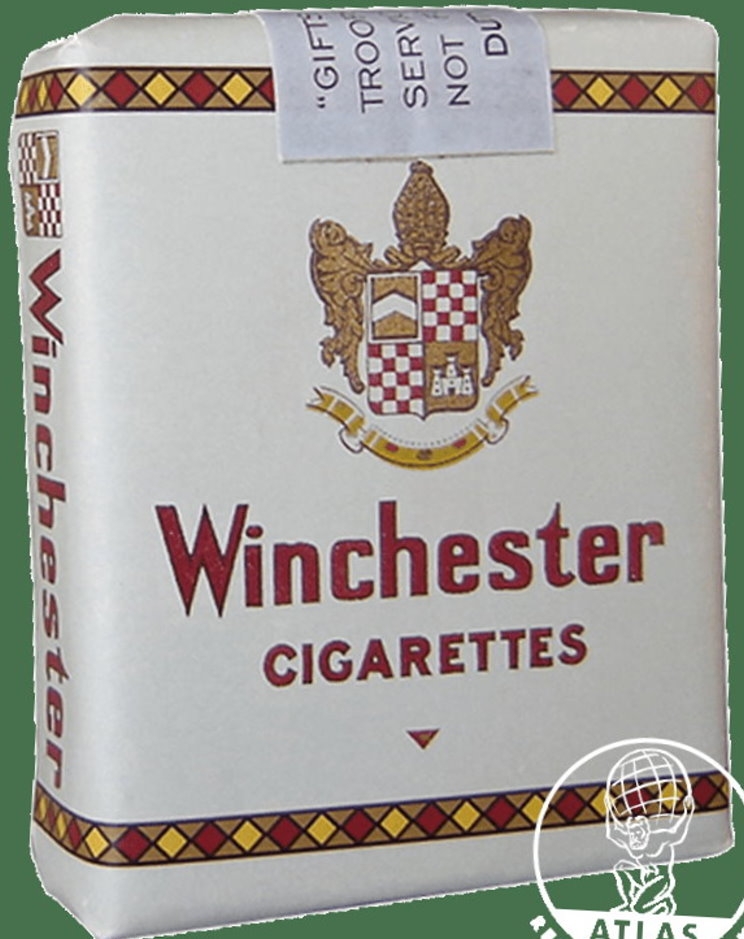 "GIFT
TROO
SERV
NOT
DU
Winchester
CIGARETTES
Winchester
ATLAS